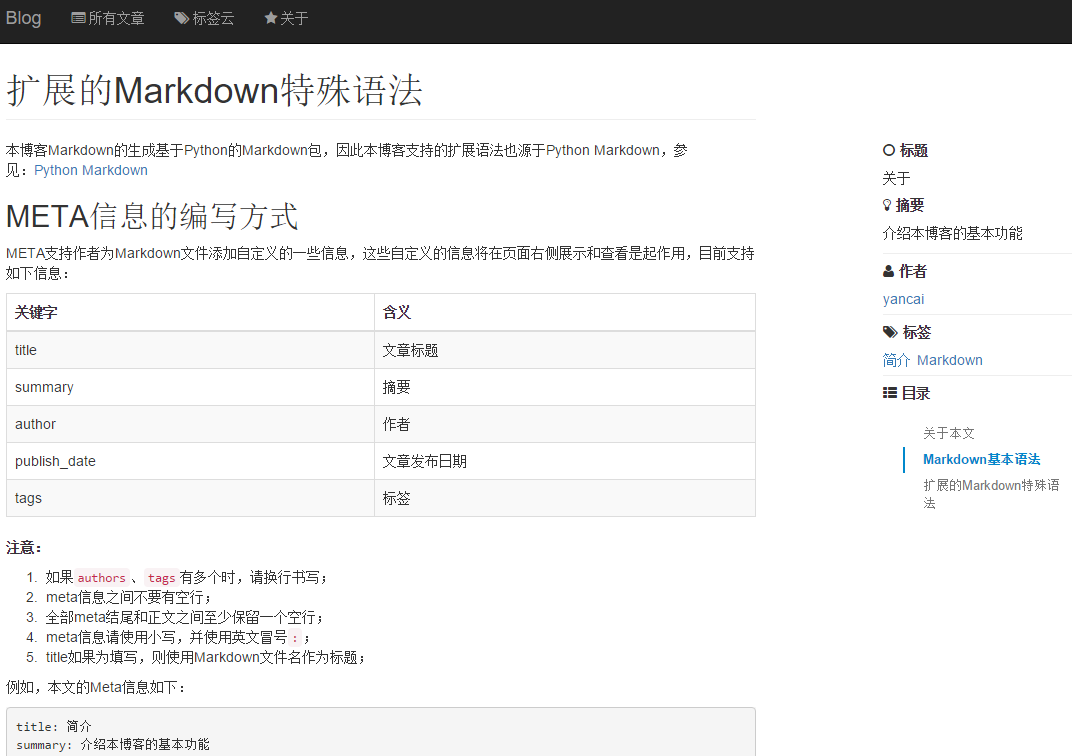 Blog 所有文章 标签云 关于
扩展的Markdown特殊语法
本博客Markdown的生成基于Python的Markdown包，因此本博客支持的扩展语法也源于Python Markdown，参
见：Python Markdown
META信息的编写方式
META支持作者为Markdown文件添加自定义的一些信息，这些自定义的信息将在页面右侧展示和查看是起作用，目前支持
如下信息：
关键字 含义
title 文章标题
summary 摘要
author 作者
publish_date 文章发布日期
tags 标签
注意：
1. 如果 authors 、 tags 有多个时，请换行书写；
2. meta信息之间不要有空行；
3. 全部meta结尾和正文之间至少保留一个空行；
4. meta信息请使用小写，并使用英文冒号 : ；
5. title如果为填写，则使用Markdown文件名作为标题；
例如，本文的Meta信息如下：
title: 简介
summary: 介绍本博客的基本功能
标题
关于
摘要
介绍本博客的基本功能
作者
yancai
标签
简介 Markdown
目录
关于本文
Markdown基本语法
扩展的Markdown特殊语
法